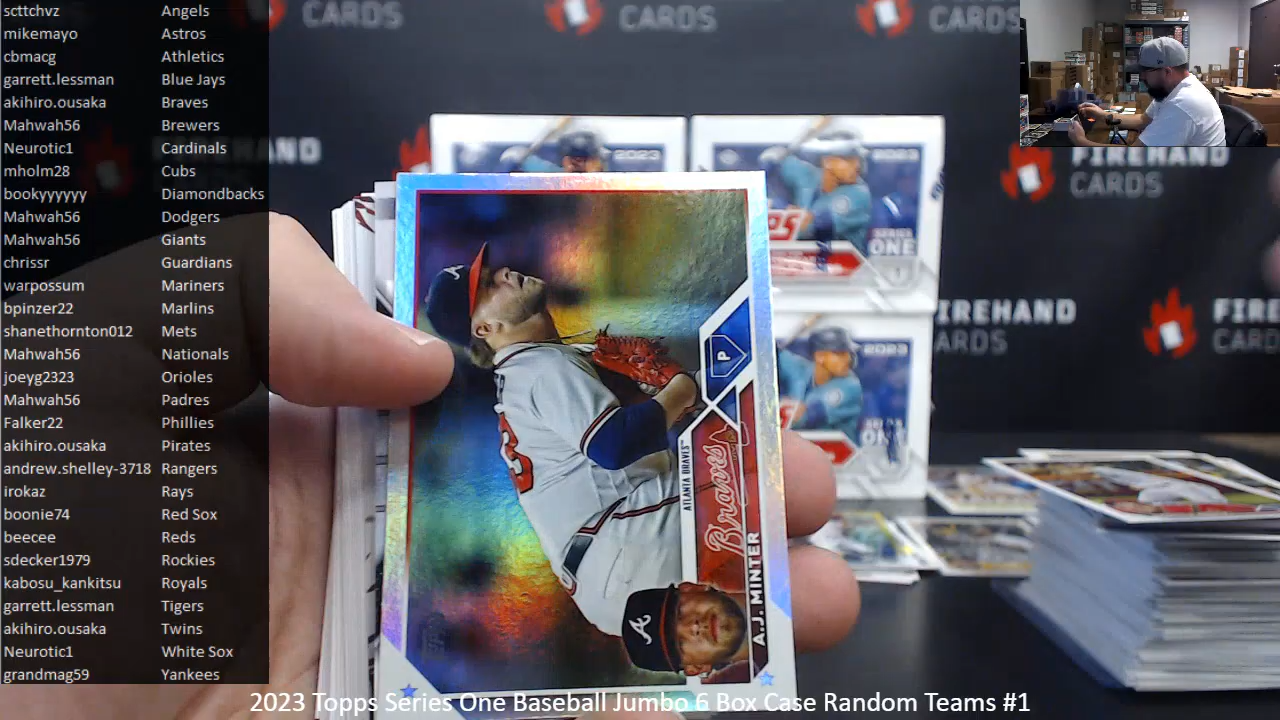 scttchvz Angels
mikemayo Astros
cbmacg Athletics
garrett.lessman Blue Jays
akihiro.ousaka Braves
Mahwah56 Brewers
Neurotic1 Cardinals
mholm28 Cubs
bookyyyyyy Diamondbacks
Mahwah56 Dodgers
Mahwah56 Giants
chrissr Guardians
warpossum Mariners
bpinzer22 Marlins
shanethornton012 Mets
Mahwah56 Nationals
joeyg2323 Orioles
Mahwah56 Padres
Falker22 Phillies
akihiro.ousaka Pirates
andrew.shelley-3718 Rangers
irokaz Rays
boonie74 Red Sox
beecee Reds
sdecker1979 Rockies
kabosu_kankitsu Royals
garrett.lessman Tigers
akihiro.ousaka Twins
Neurotic1 White Sox
grandmag59 Yankees
FIREHAND
CARDS
CARDS
CARDS
FIREHAND
CARDS
FIREHAND
CARDS
2023
2023
ONE
2023
P
ATLANTA BRAVES™
Braves
A.J. MINTER
A
A
2023 Topps Series One Baseball Jumbo 6 Box Case Random Teams #1